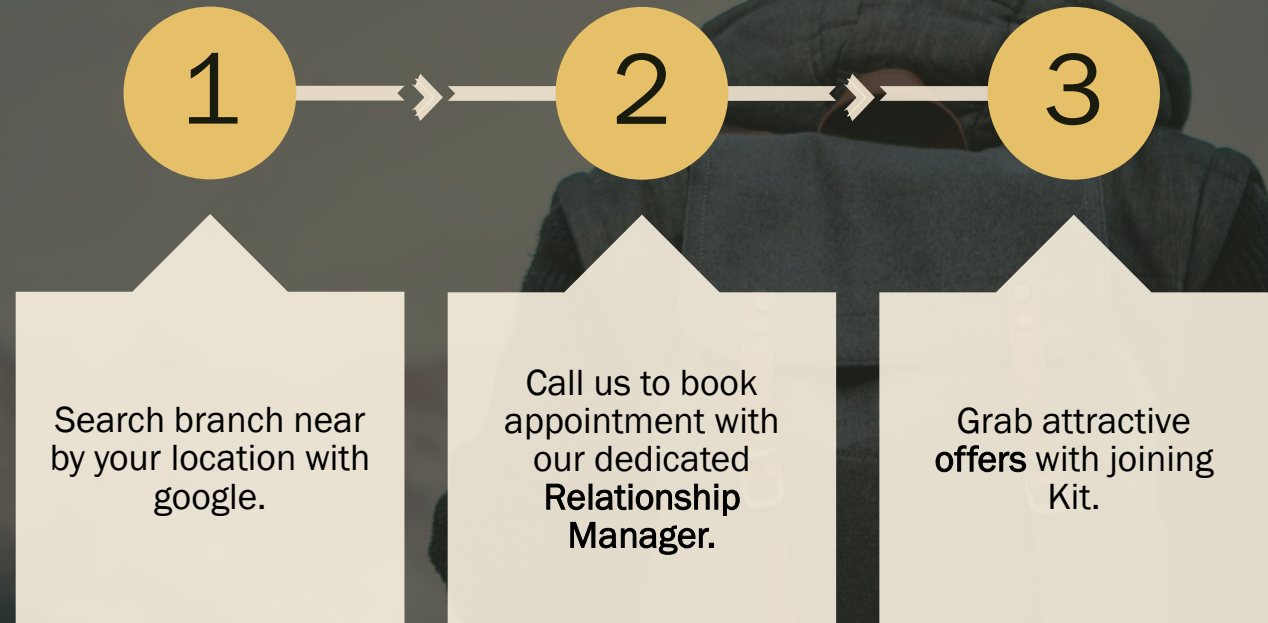 1
2
3
Search branch near
by your location with
google.
Call us to book
appointment with
our dedicated
Relationship
Manager.
Grab attractive
offers with joining
Kit.